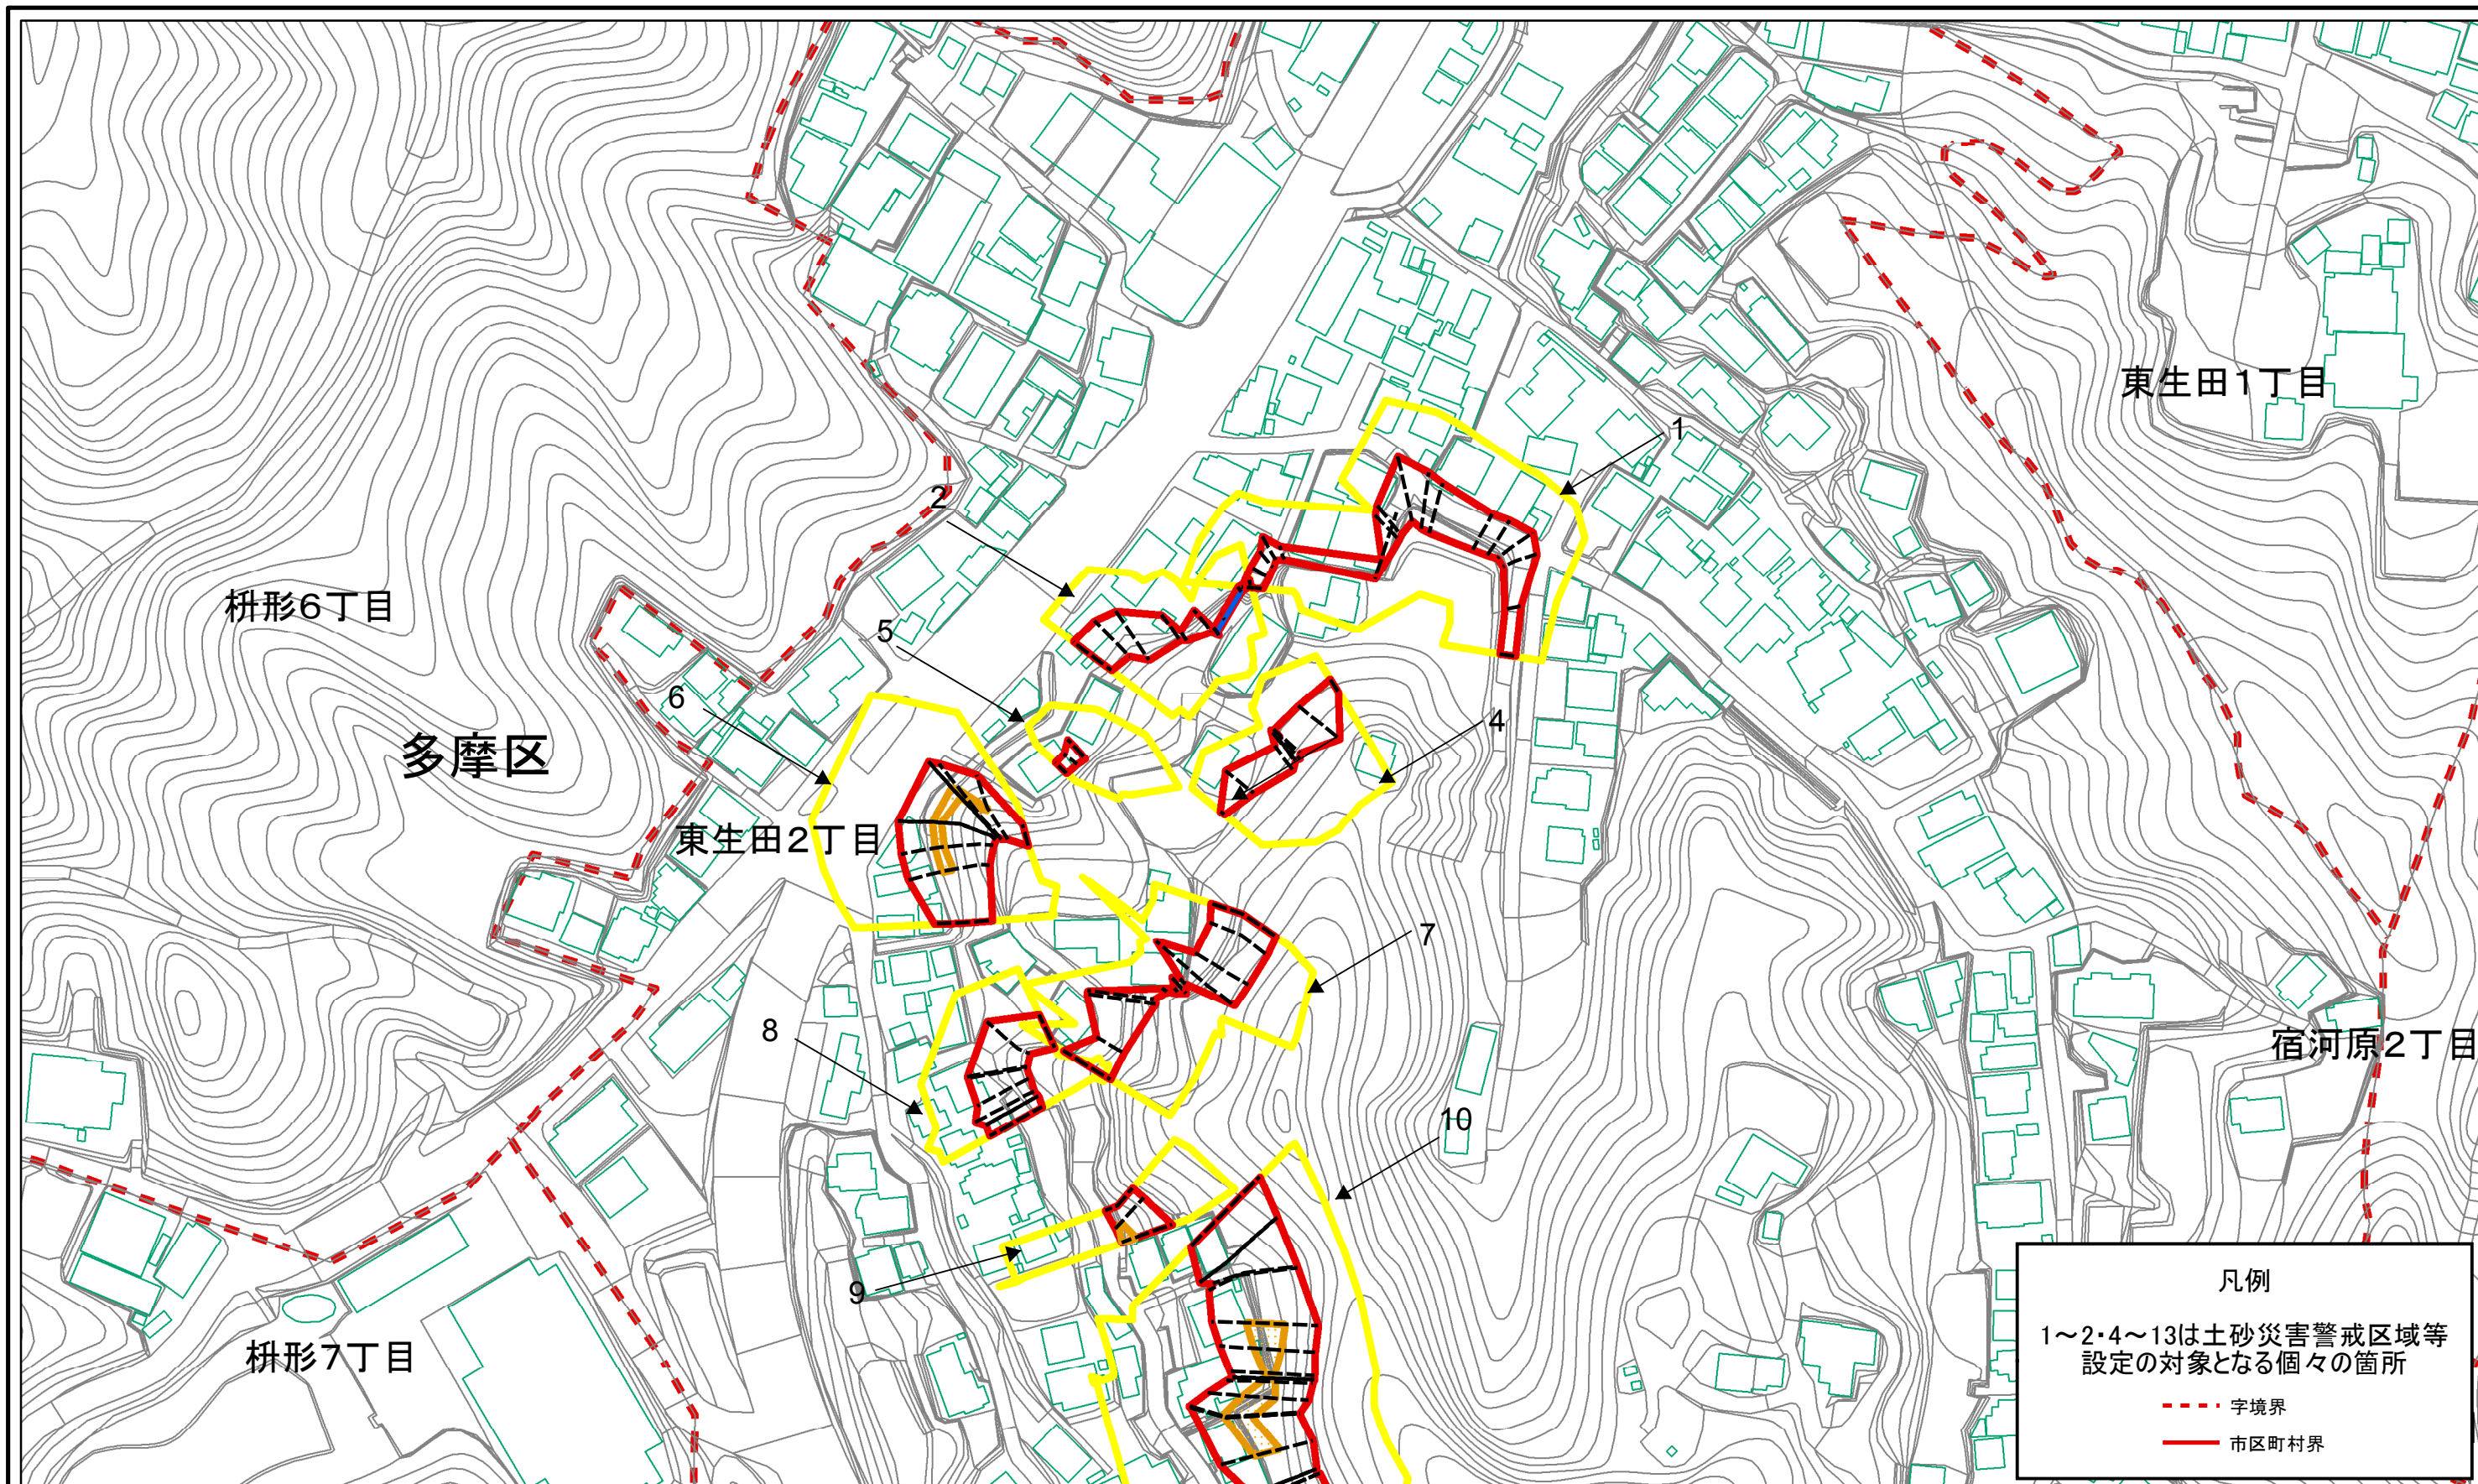 東生田1丁目
1
2
枡形6丁目
5
6
4
多摩区
東生田2丁目
7
8
宿河原2丁目
10
9
枡形7丁目
凡例
1～2・4～13は土砂災害警戒区域等
設定の対象となる個々の箇所
字境界
市区町村界